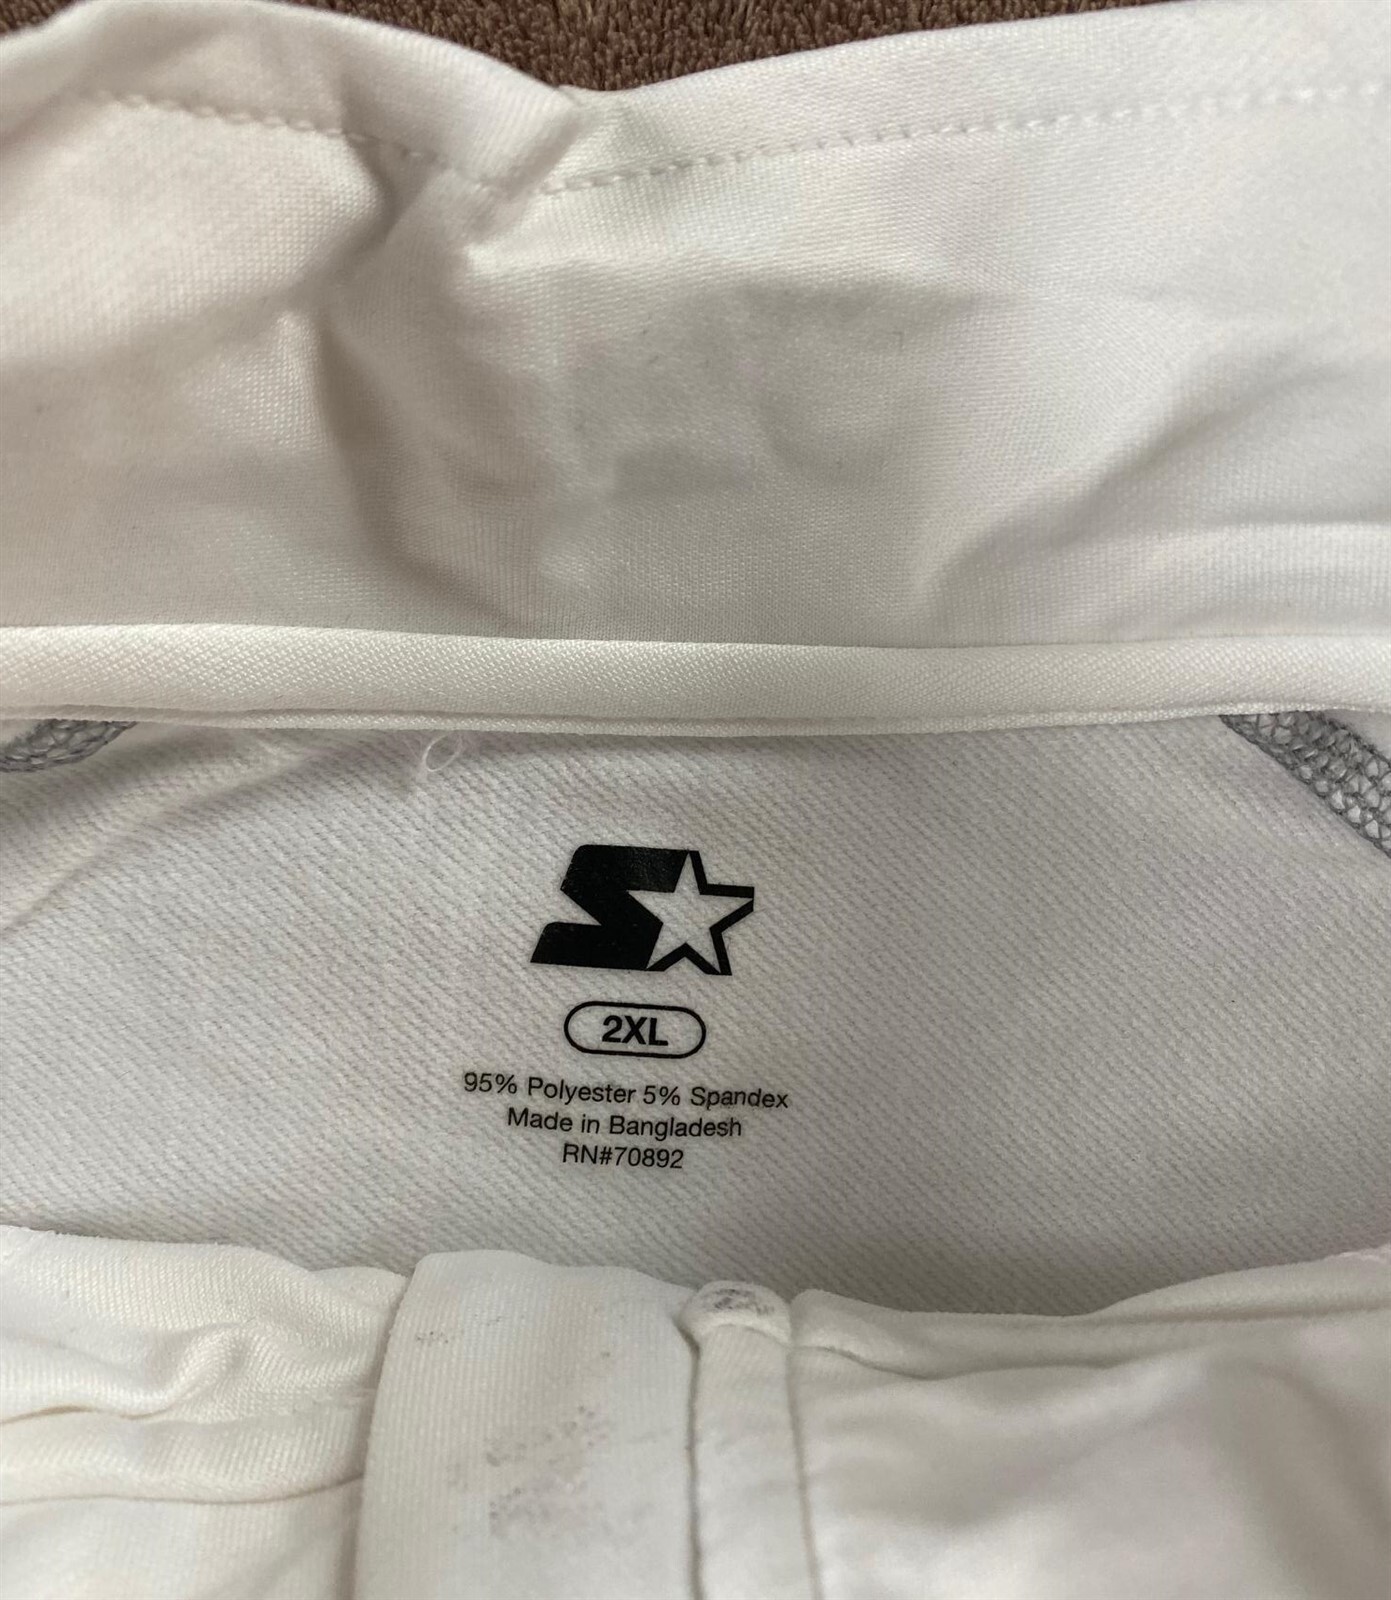 2XL
95% Polyester 5% Spandex
Made in Bangladesh
RN#70892